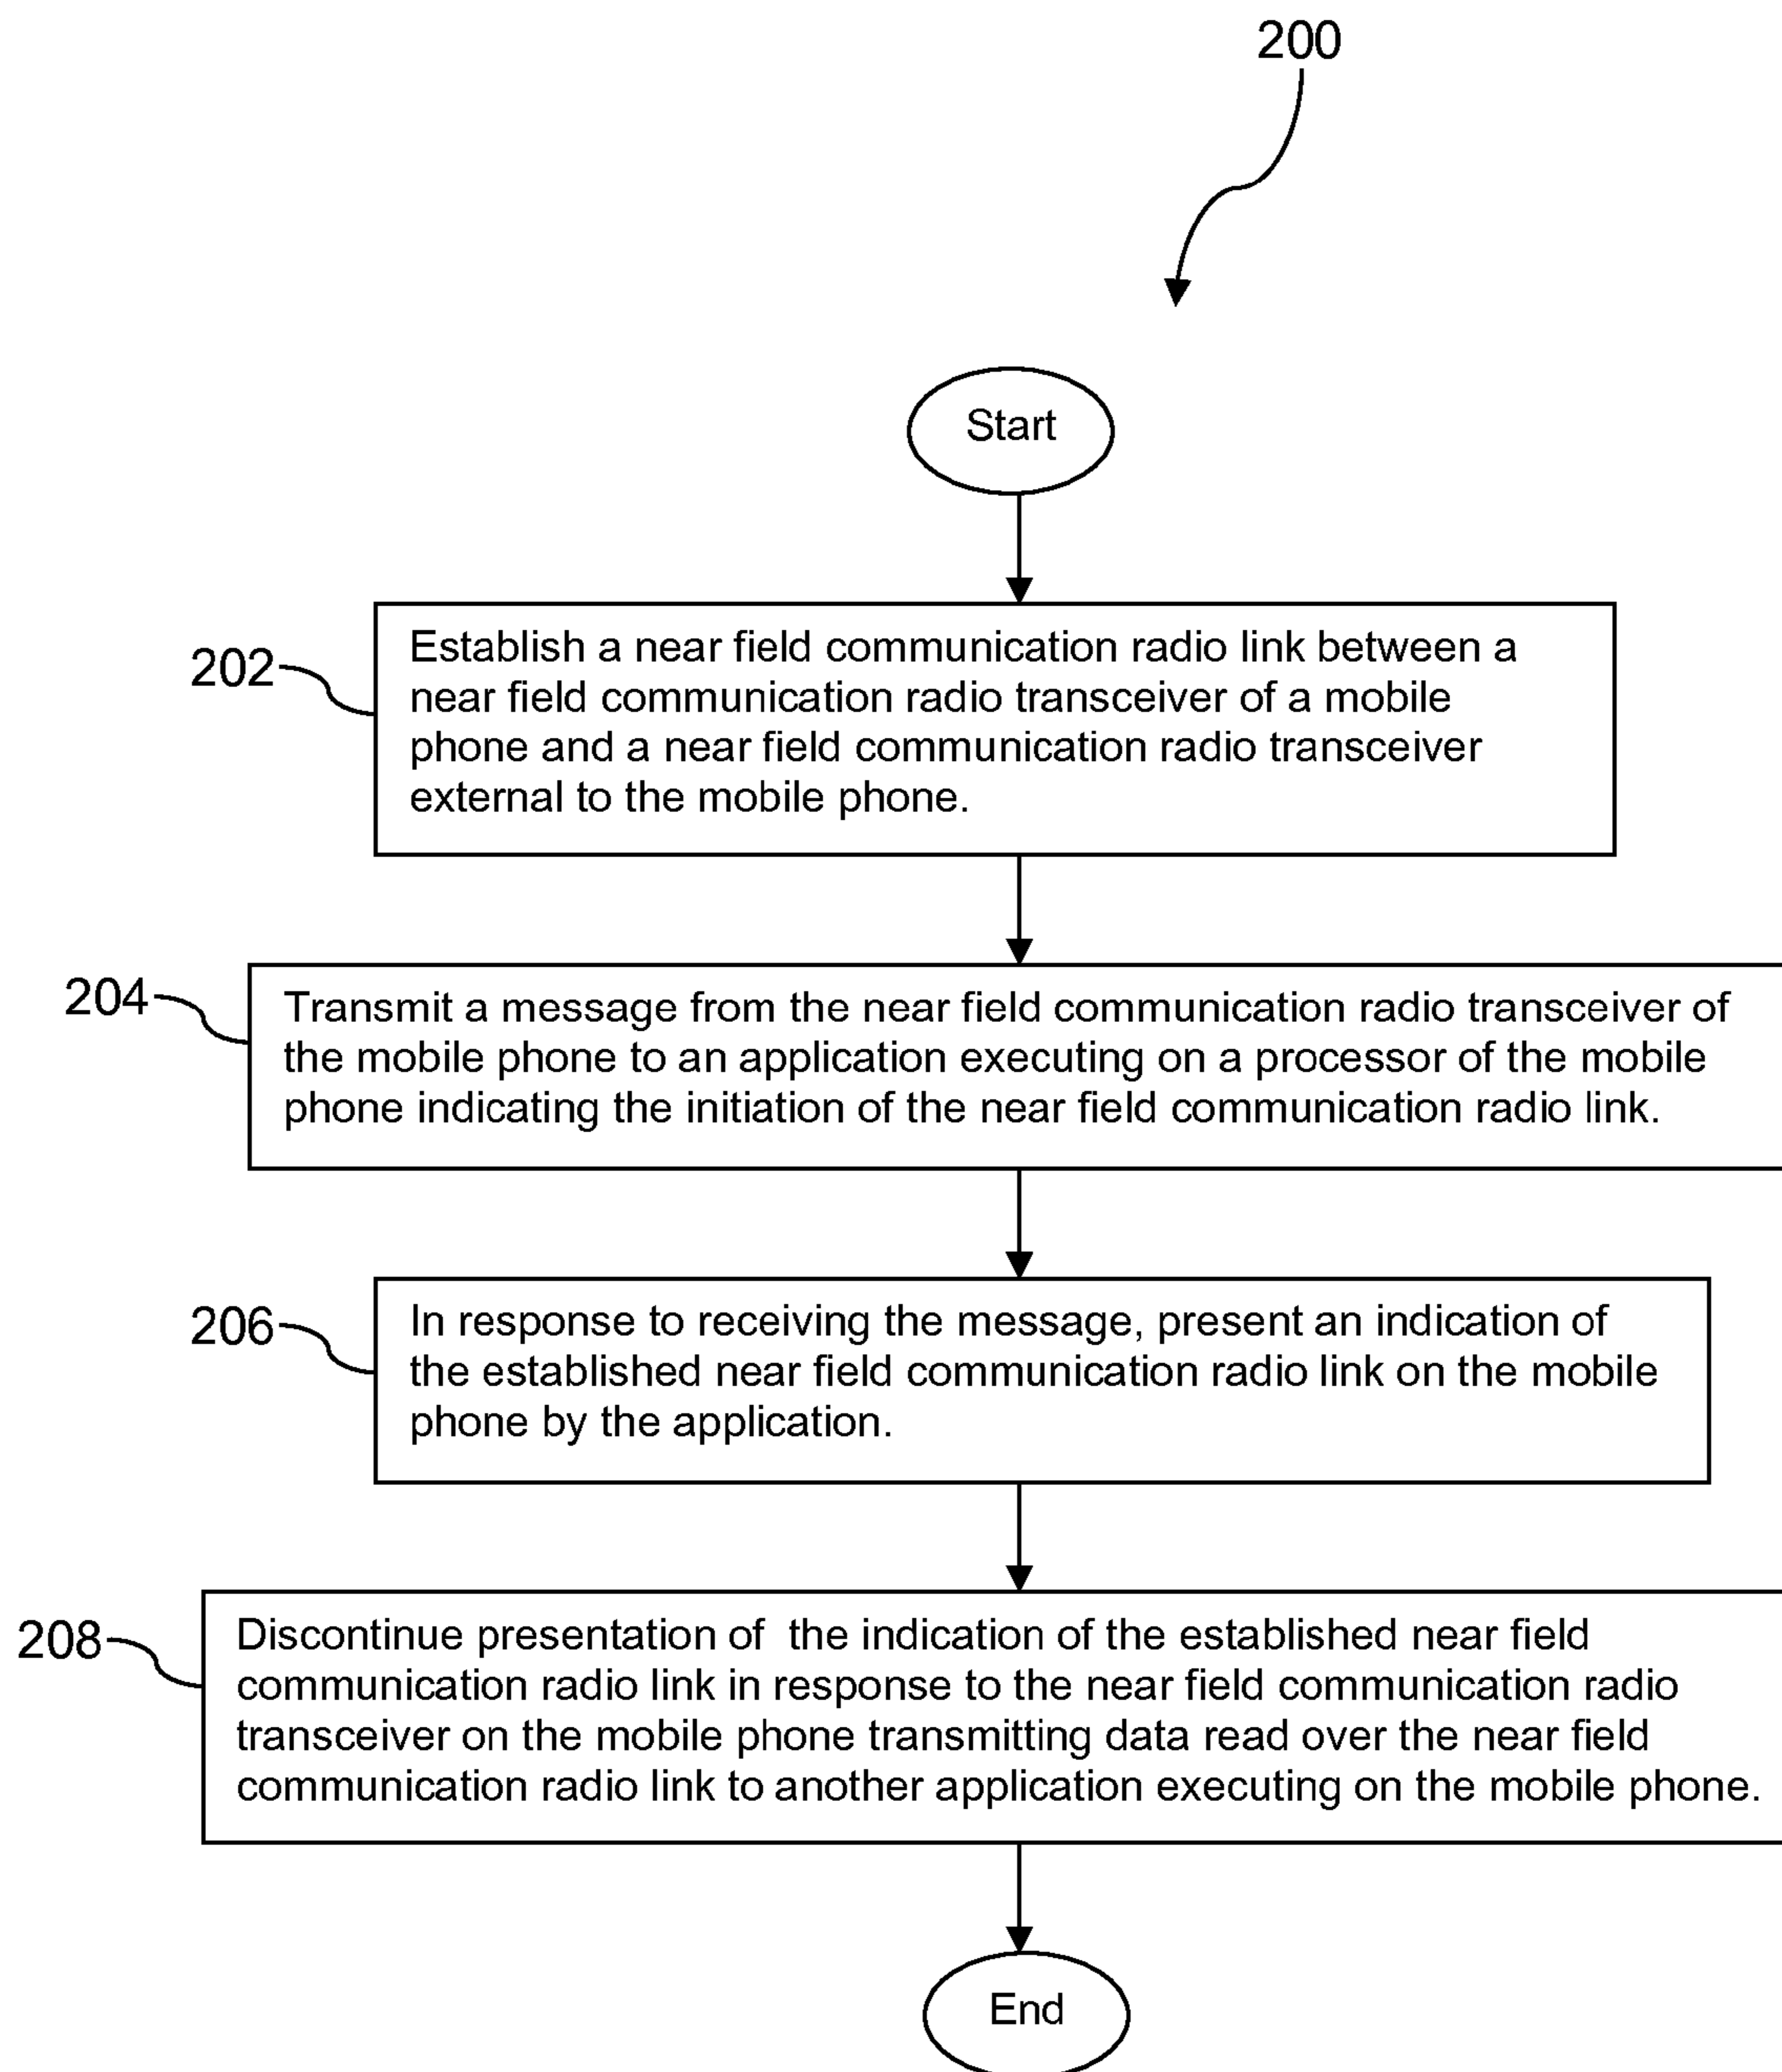 200
Start
202
Establish a near field communication radio link between a
near field communication radio transceiver of a mobile
phone and a near field communication radio transceiver
external to the mobile phone.
204
Transmit a message from the near field communication radio transceiver of
the mobile phone to an application executing on a processor of the mobile
phone indicating the initiation of the near field communication radio link.
206
In response to receiving the message, present an indication of
the established near field communication radio link on the mobile
phone by the application.
208
Discontinue presentation of the indication of the established near field
communication radio link in response to the near field communication radio
transceiver on the mobile phone transmitting data read over the near field
communication radio link to another application executing on the mobile phone.
End